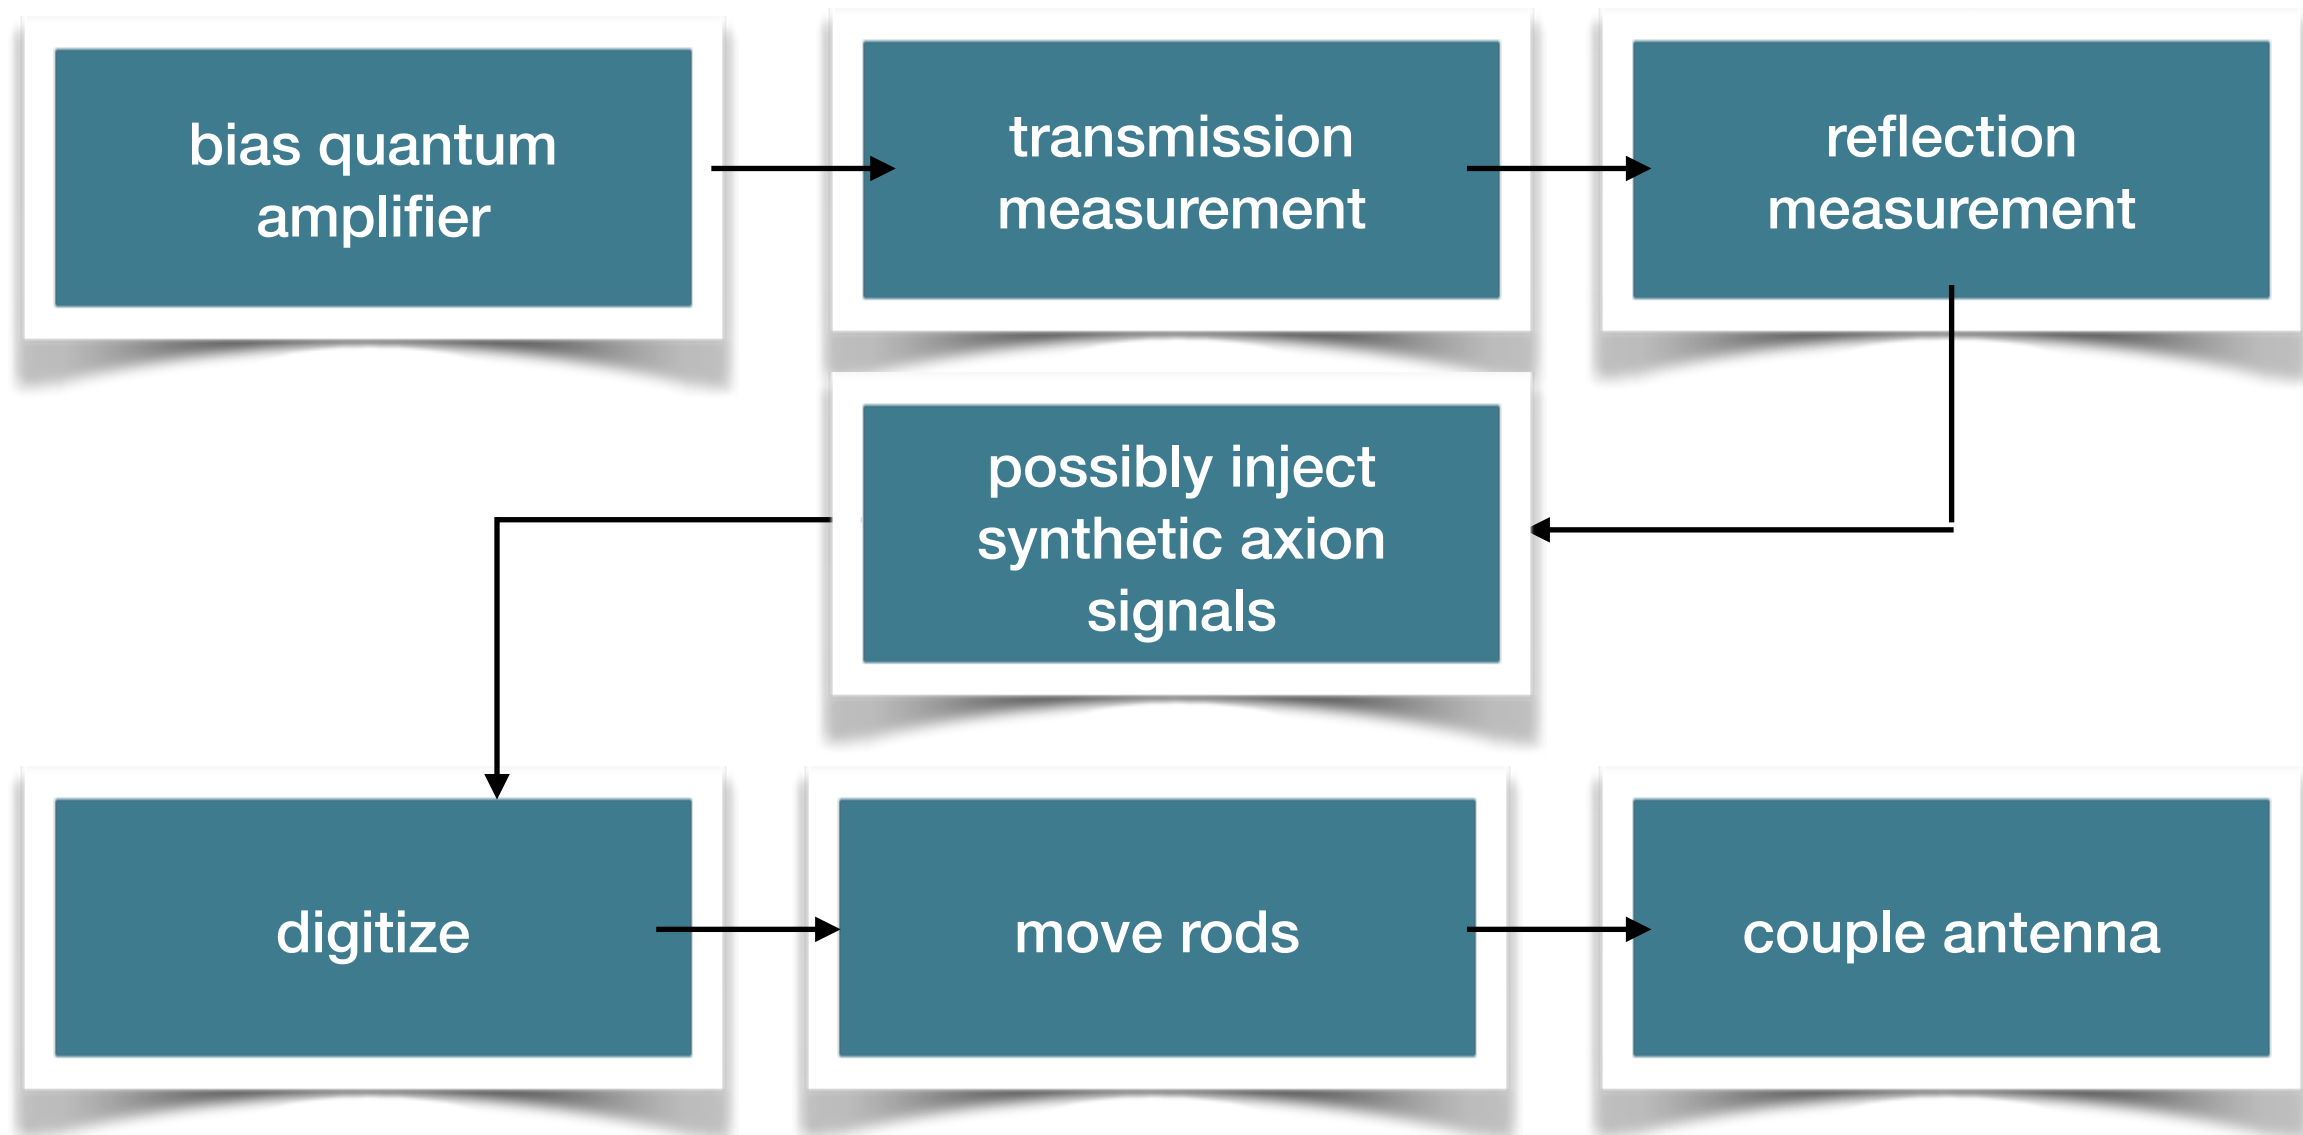 bias quantum
amplifier
transmission
measurement
reflection
measurement
possibly inject
synthetic axion
signals
digitize
move rods
couple antenna